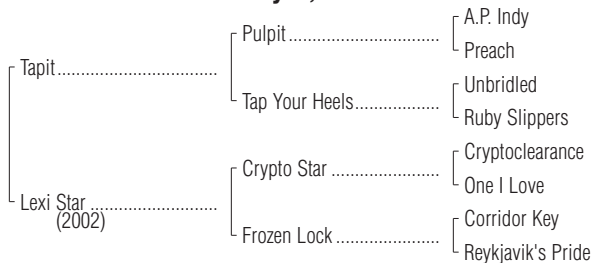 A.P. Indy
Pulpit
Preach
Tapit
Unbridled
Tap Your Heels
Ruby Slippers
Cryptoclearance
Crypto Star
One I Love
Lexi Star
(2002)
Corridor Key
Frozen Lock
Reykjavik's Pride